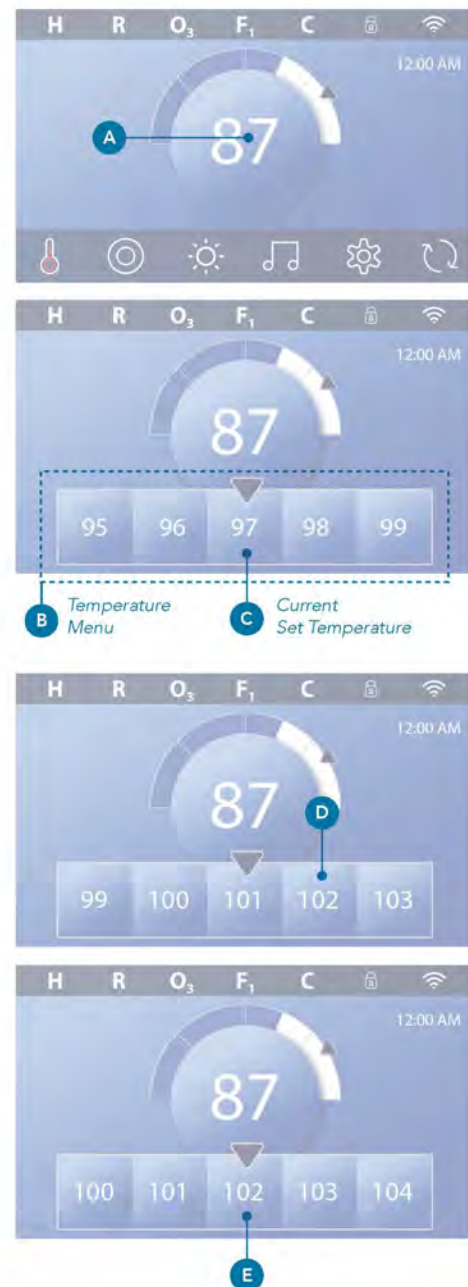 H R O₃ F₁ C
12:00 AM
A
87
H R O₃ F₁ C
12:00 AM
87
95 96 97 98 99
B Temperature Menu
C Current Set Temperature
H R O₃ F₁ C
12:00 AM
87
D
99 100 101 102 103
H R O₃ F₁ C
12:00 AM
87
100 101 102 103 104
E